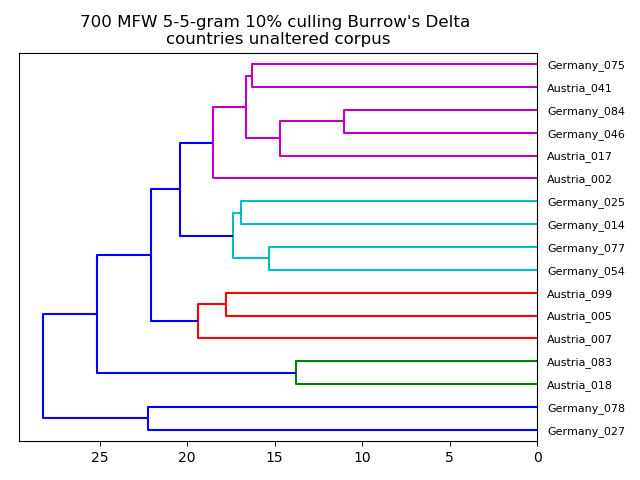 700 MFW 5-5-gram 10% culling Burrow's Delta
countries unaltered corpus
Germany_075
Austria_041
Germany_084
Germany_046
Austria_017
Austria_002
Germany_025
Germany_014
Germany_077
Germany_054
Austria_099
Austria_005
Austria_007
Austria_083
Austria_018
Germany_078
Germany_027
25 20 15 10 5 0